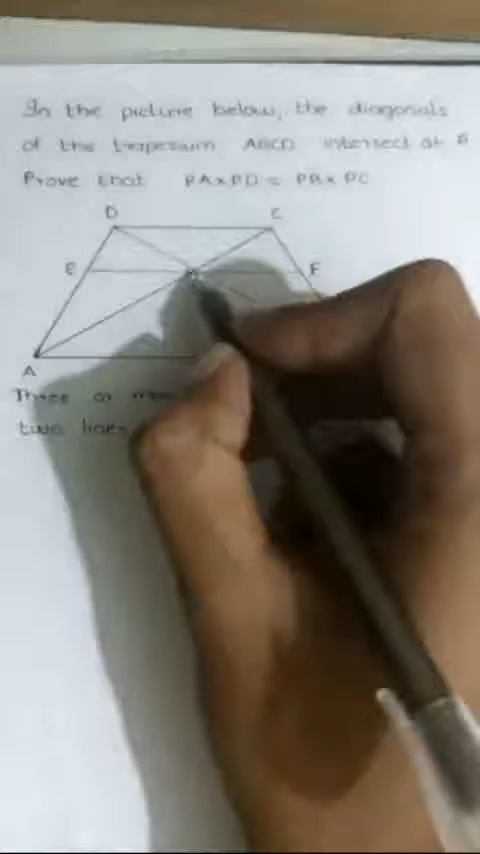 In the picture below, the diagonals
of the trapezium ABCD intersect at P
Prove that PA x PD = PB x PC
D C
E F
A
Three or
two lines